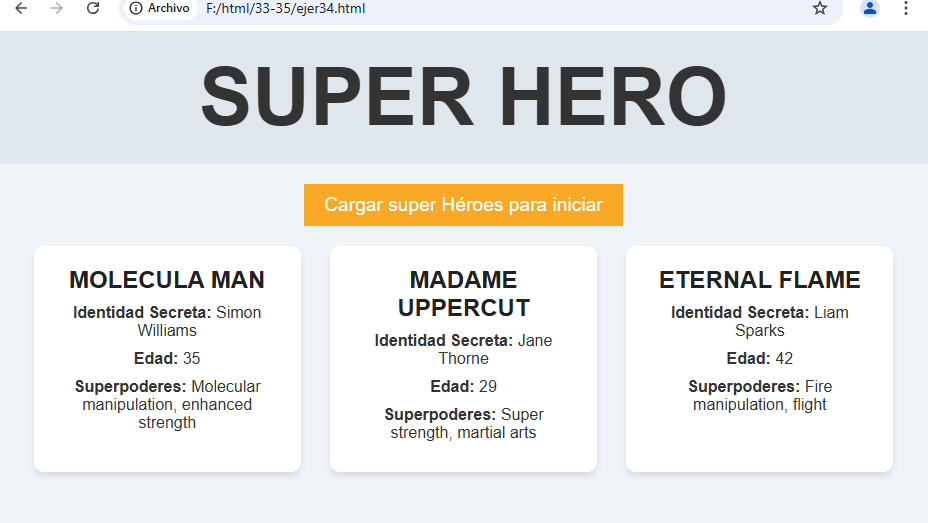 Archivo F:/html/33-35/ejer34.html
SUPER HERO
Cargar super Héroes para iniciar
MOLECULA MAN
Identidad Secreta: Simon
Williams
Edad: 35
Superpoderes: Molecular
manipulation, enhanced
strength
MADAME
UPPERCUT
Identidad Secreta: Jane
Thorne
Edad: 29
Superpoderes: Super
strength, martial arts
ETERNAL FLAME
Identidad Secreta: Liam
Sparks
Edad: 42
Superpoderes: Fire
manipulation, flight